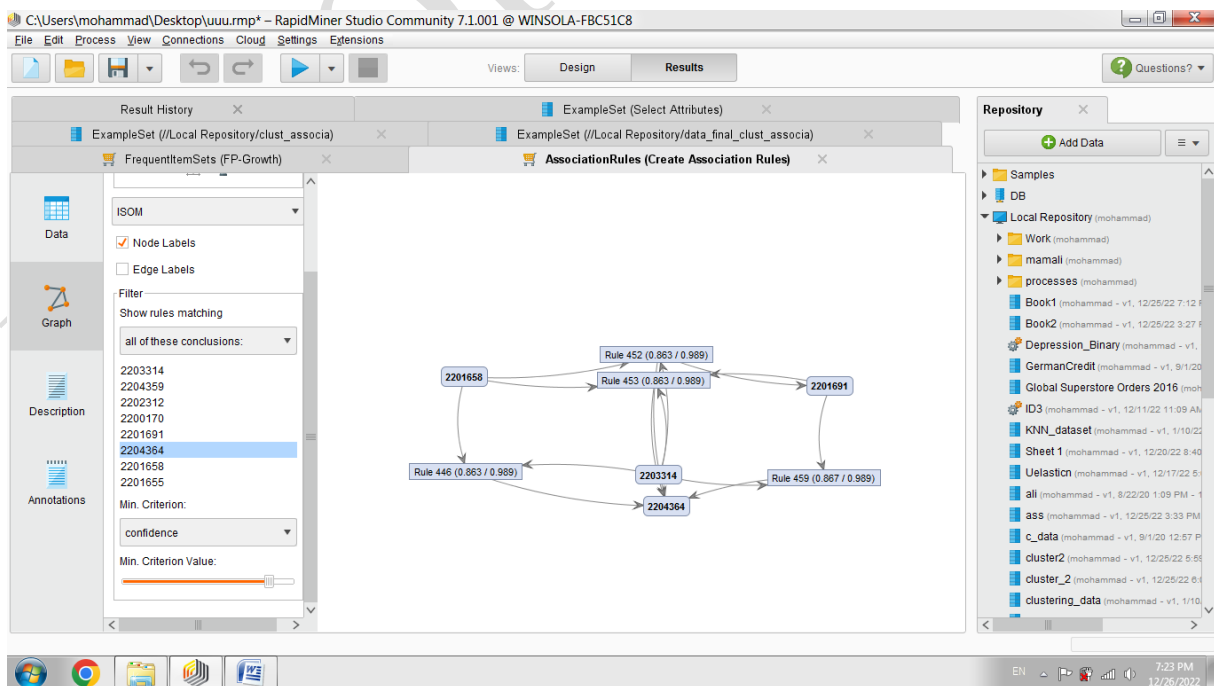 C:\Users\mohammad\Desktop\uuu.rmp* – RapidMiner Studio Community 7.1.001 @ WINSOLA-FBC51C8
File Edit Process View Connections Cloud Settings Extensions
Views: Design Results
Questions?
Result History
ExampleSet (Select Attributes)
ExampleSet (//Local Repository/clust_associa)
ExampleSet (//Local Repository/data_final_clust_associa)
FrequentItemSets (FP-Growth)
AssociationRules (Create Association Rules)
Data
Graph
Description
Annotations
ISOM
Node Labels
Edge Labels
Filter
Show rules matching
all of these conclusions:
2203314
2204359
2202312
2200170
2201691
2204364
2201658
2201655
Min. Criterion:
confidence
Min. Criterion Value:
Rule 452 (0.863 / 0.989)
2201658
Rule 453 (0.863 / 0.989)
2201691
Rule 446 (0.863 / 0.989)
2203314
Rule 459 (0.867 / 0.989)
2204364
Repository
Add Data
Samples
DB
Local Repository (mohammad)
Work (mohammad)
mamali (mohammad)
processes (mohammad)
Book1 (mohammad - v1, 12/25/22 7:12
Book2 (mohammad - v1, 12/25/22 3:27
Depression_Binary (mohammad - v1,
GermanCredit (mohammad - v1, 9/1/20
Global Superstore Orders 2016 (moh
ID3 (mohammad - v1, 12/11/22 11:09 AM
KNN_dataset (mohammad - v1, 1/10/22
Sheet 1 (mohammad - v1, 12/20/22 8:40
Uelasticn (mohammad - v1, 12/17/22 5:
ali (mohammad - v1, 8/22/20 1:09 PM - 1
ass (mohammad - v1, 12/25/22 3:33 PM
c_data (mohammad - v1, 9/1/20 12:57 P
cluster2 (mohammad - v1, 12/25/22 5:59
cluster_2 (mohammad - v1, 12/25/22 6:
clustering_data (mohammad - v1, 1/10
EN
7:23 PM
12/26/2022